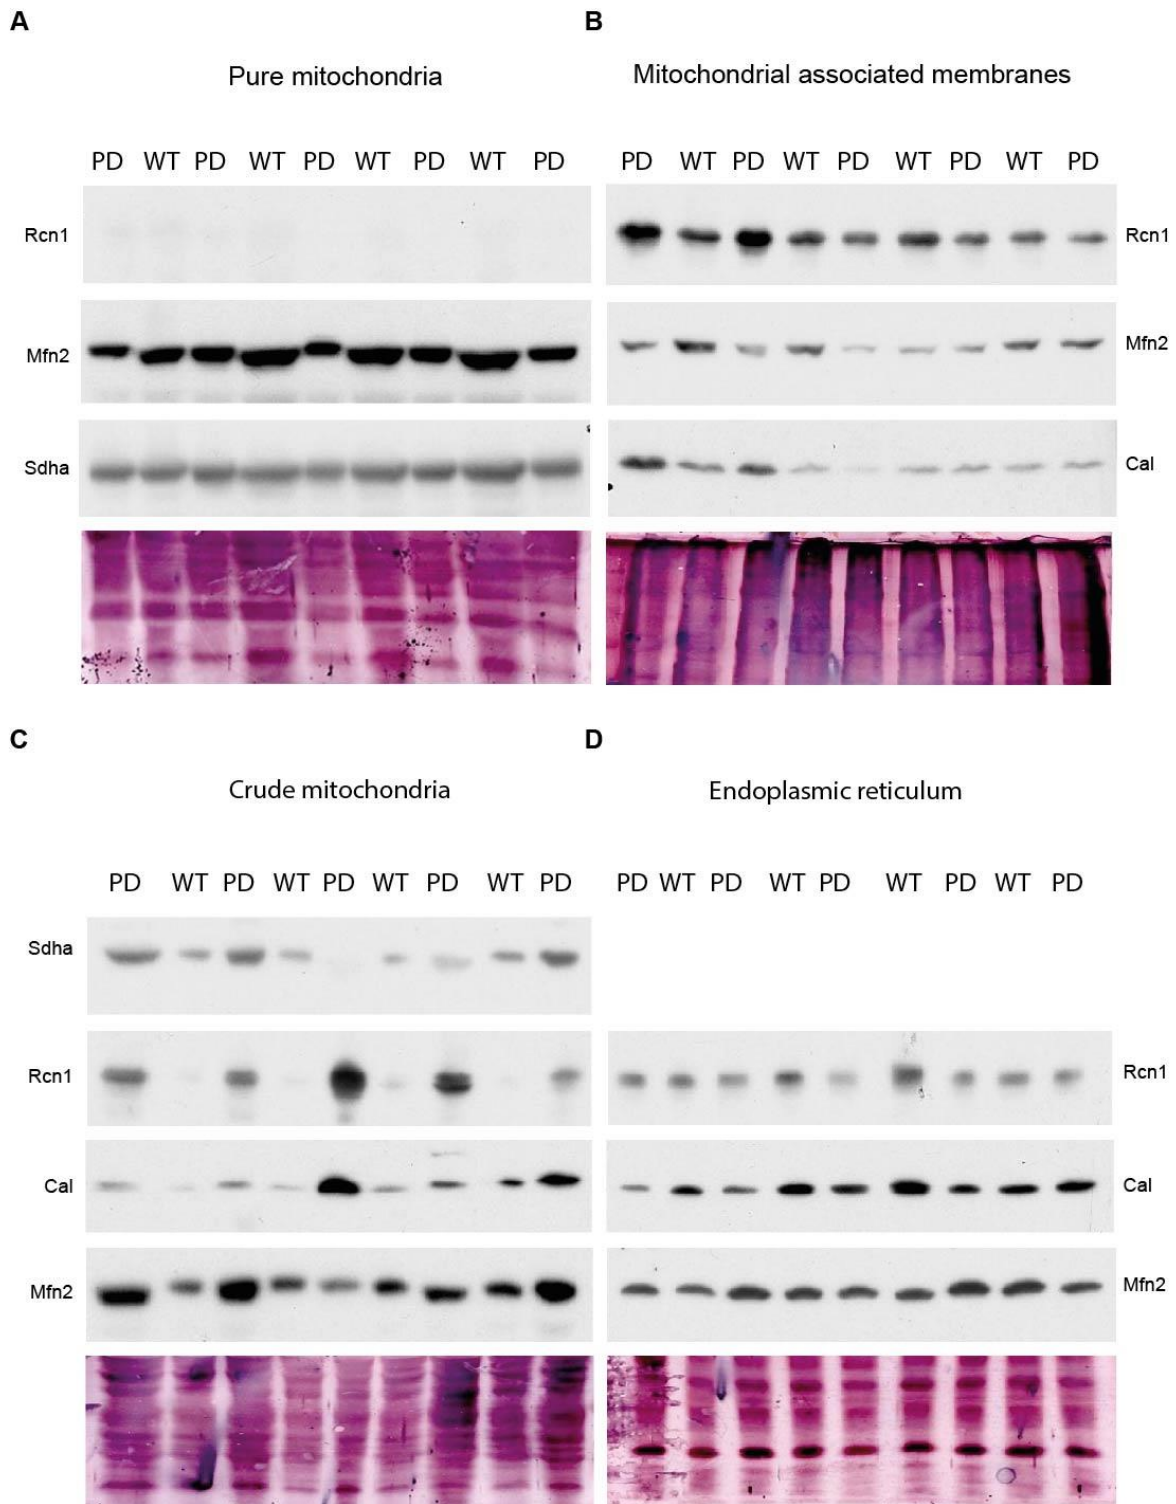 A
B
Pure mitochondria
Mitochondrial associated membranes
PD WT PD WT PD WT PD WT PD
PD WT PD WT PD WT PD WT PD
Rcn1
Rcn1
Mfn2
Mfn2
Sdha
Cal
C
D
Crude mitochondria
Endoplasmic reticulum
PD WT PD WT PD WT PD WT PD
PD WT PD WT PD WT PD WT PD
Sdha
Rcn1
Rcn1
Cal
Cal
Mfn2
Mfn2